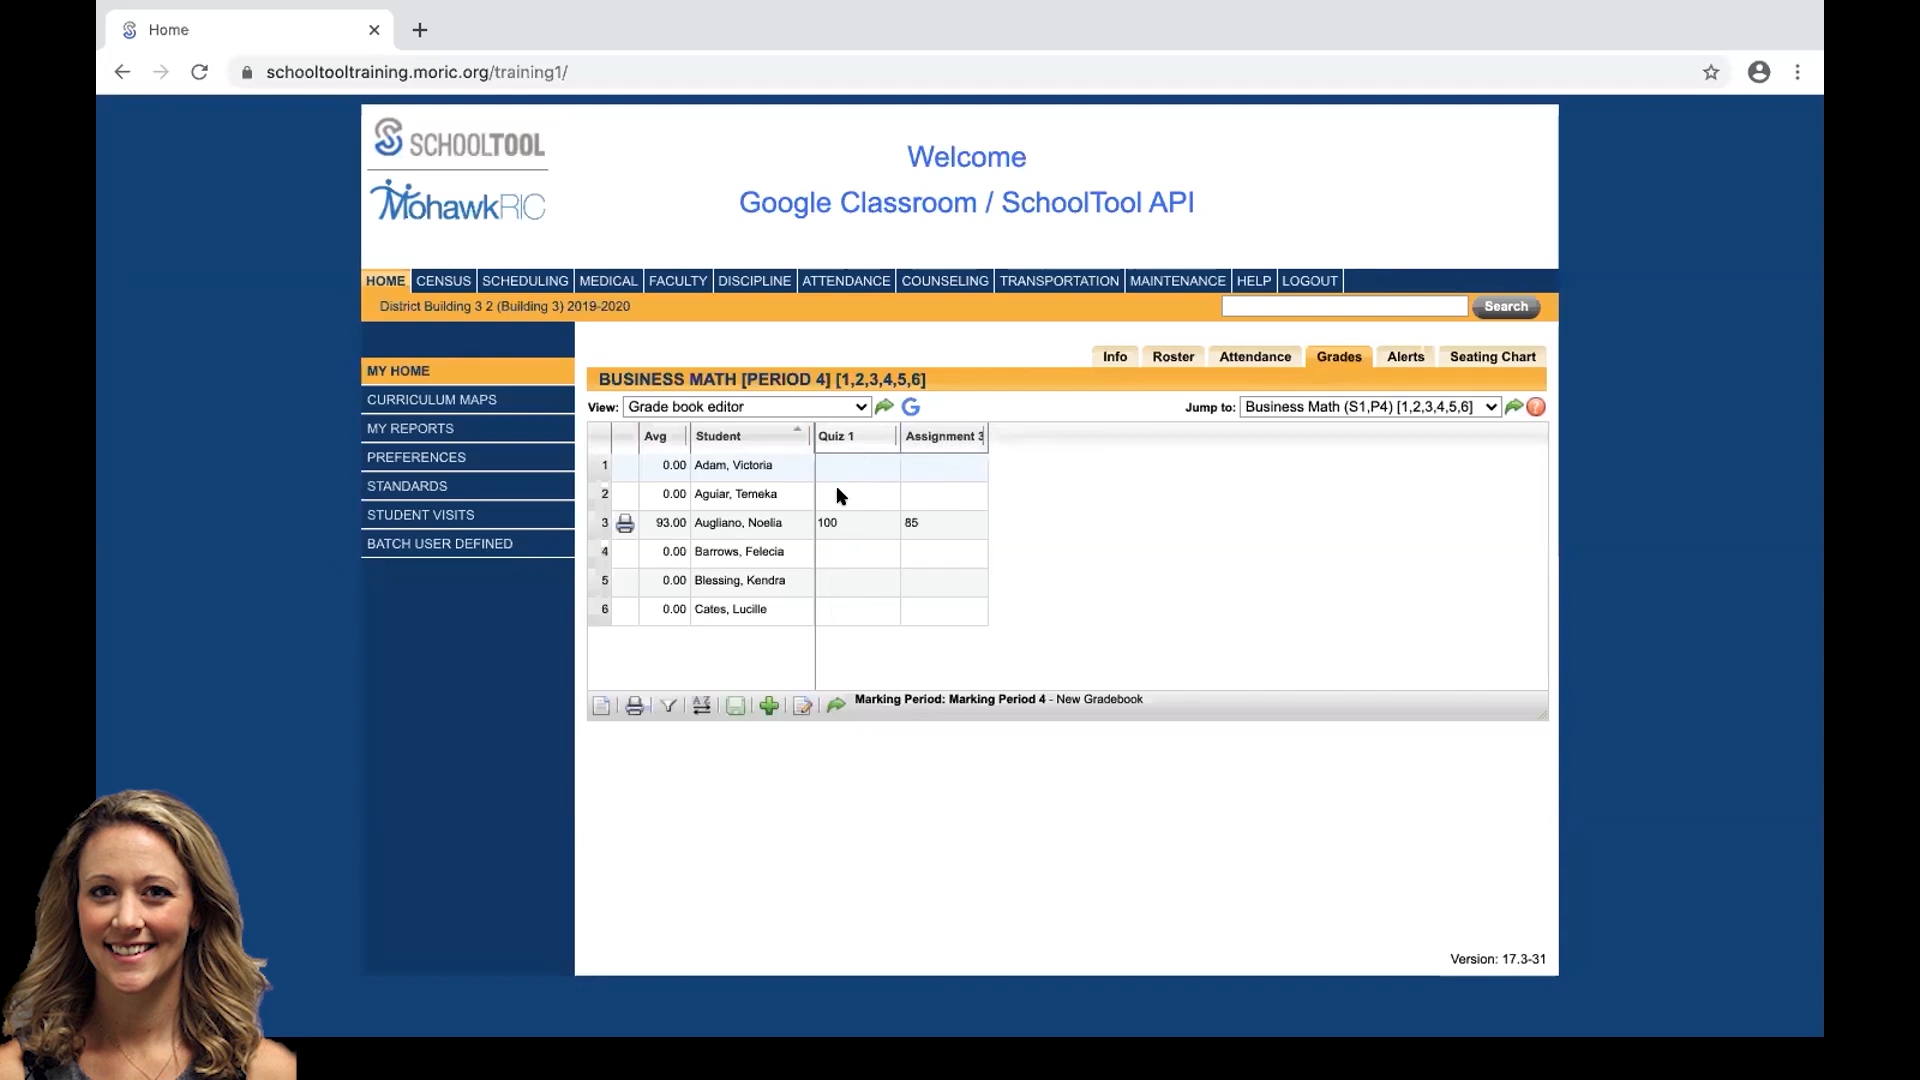 Home
schooltooltraining.moric.org/training1/
SCHOOLTOOL
MohawkRIC
Welcome
Google Classroom / SchoolTool API
HOME CENSUS SCHEDULING MEDICAL FACULTY DISCIPLINE ATTENDANCE COUNSELING TRANSPORTATION MAINTENANCE HELP LOGOUT
District Building 3 2 (Building 3) 2019-2020 Search
MY HOME
CURRICULUM MAPS
MY REPORTS
PREFERENCES
STANDARDS
STUDENT VISITS
BATCH USER DEFINED
Info Roster Attendance Grades Alerts Seating Chart
BUSINESS MATH [PERIOD 4] [1,2,3,4,5,6]
View: Grade book editor Jump to: Business Math (S1,P4) [1,2,3,4,5,6]
Avg Student Quiz 1 Assignment 3
1 0.00 Adam, Victoria
2 0.00 Aguiar, Temeka
3 93.00 Augliano, Noelia 100 85
4 0.00 Barrows, Felecia
5 0.00 Blessing, Kendra
6 0.00 Cates, Lucille
Marking Period: Marking Period 4 - New Gradebook
Version: 17.3-31